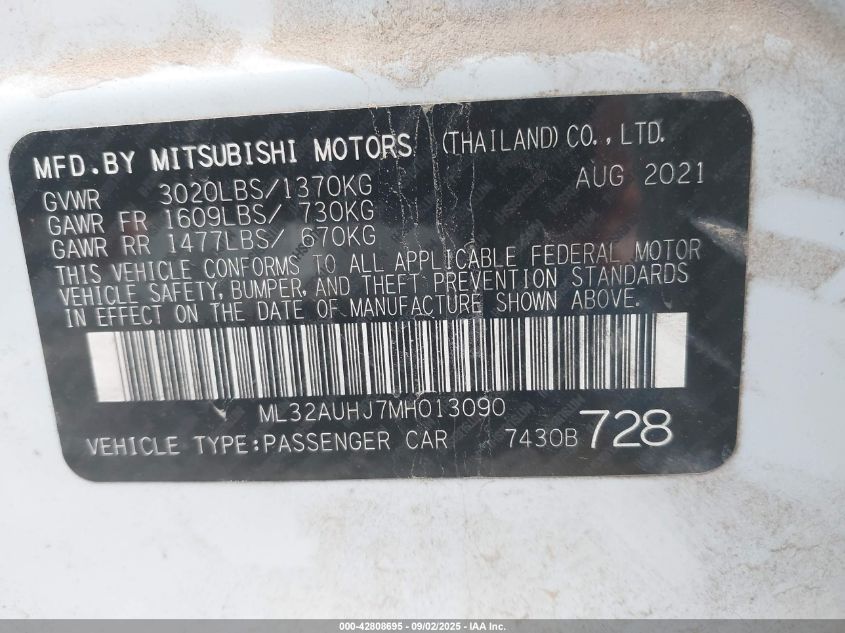 MFD.BY MITSUBISHI MOTORS (THAILAND) CO., LTD.
GVWR 3020LBS/1370KG AUG 2021
GAWR FR 1609LBS/ 730KG
GAWR RR 1477LBS/ 670KG
THIS VEHICLE CONFORMS TO ALL APPLICABLE FEDERAL MOTOR
VEHICLE SAFETY, BUMPER, AND THEFT PREVENTION STANDARDS
IN EFFECT ON THE DATE OF MANUFACTURE SHOWN ABOVE.
ML32AUHJ7MH013090
VEHICLE TYPE:PASSENGER CAR 7430B 728
000-42808695 - 09/02/2025 - IAA Inc.